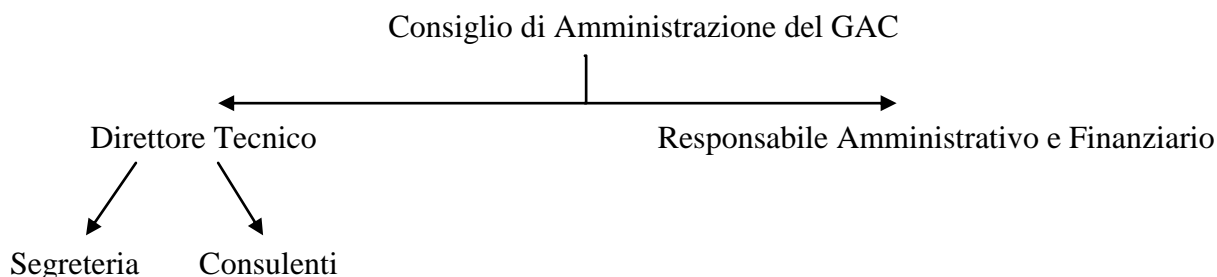 Consiglio di Amministrazione del GAC
Direttore Tecnico Responsabile Amministrativo e Finanziario
Segreteria Consulenti